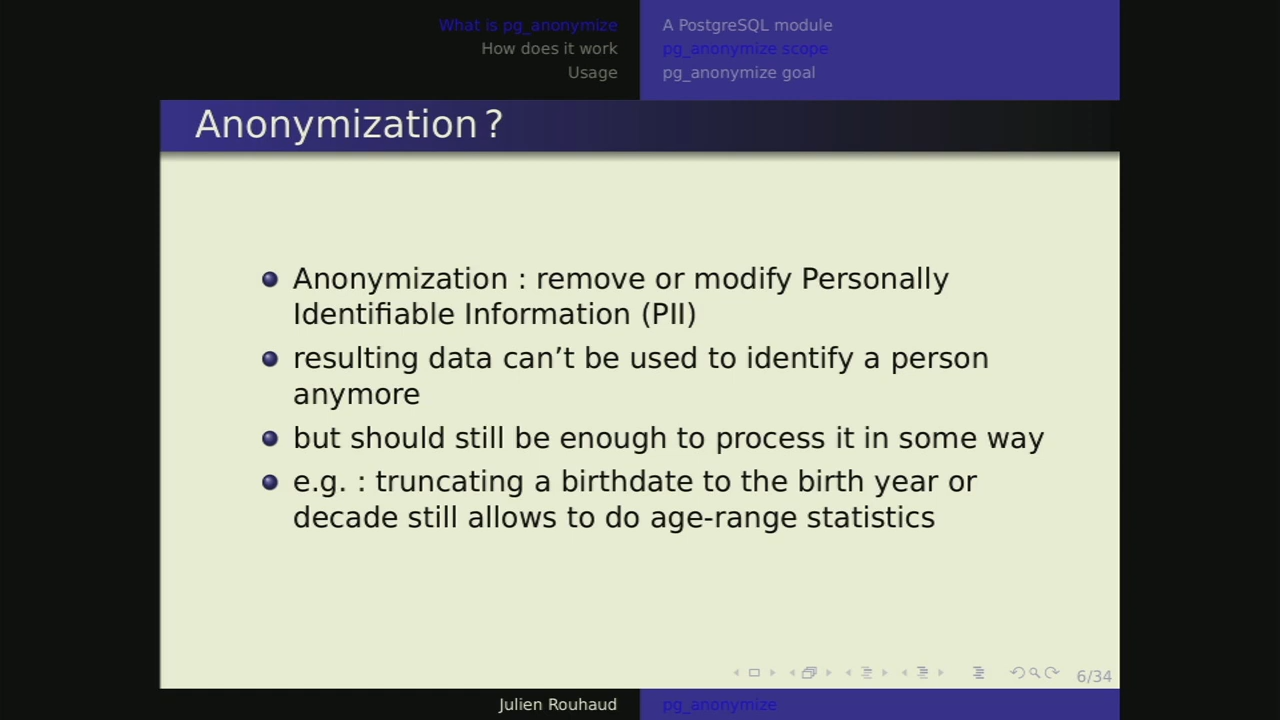 What is pg_anonymize
How does it work
Usage
A PostgreSQL module
pg_anonymize scope
pg_anonymize goal
Anonymization ?
Anonymization : remove or modify Personally
Identifiable Information (PII)
resulting data can't be used to identify a person
anymore
but should still be enough to process it in some way
e.g. : truncating a birthdate to the birth year or
decade still allows to do age-range statistics
6/34
Julien Rouhaud
pg_anonymize